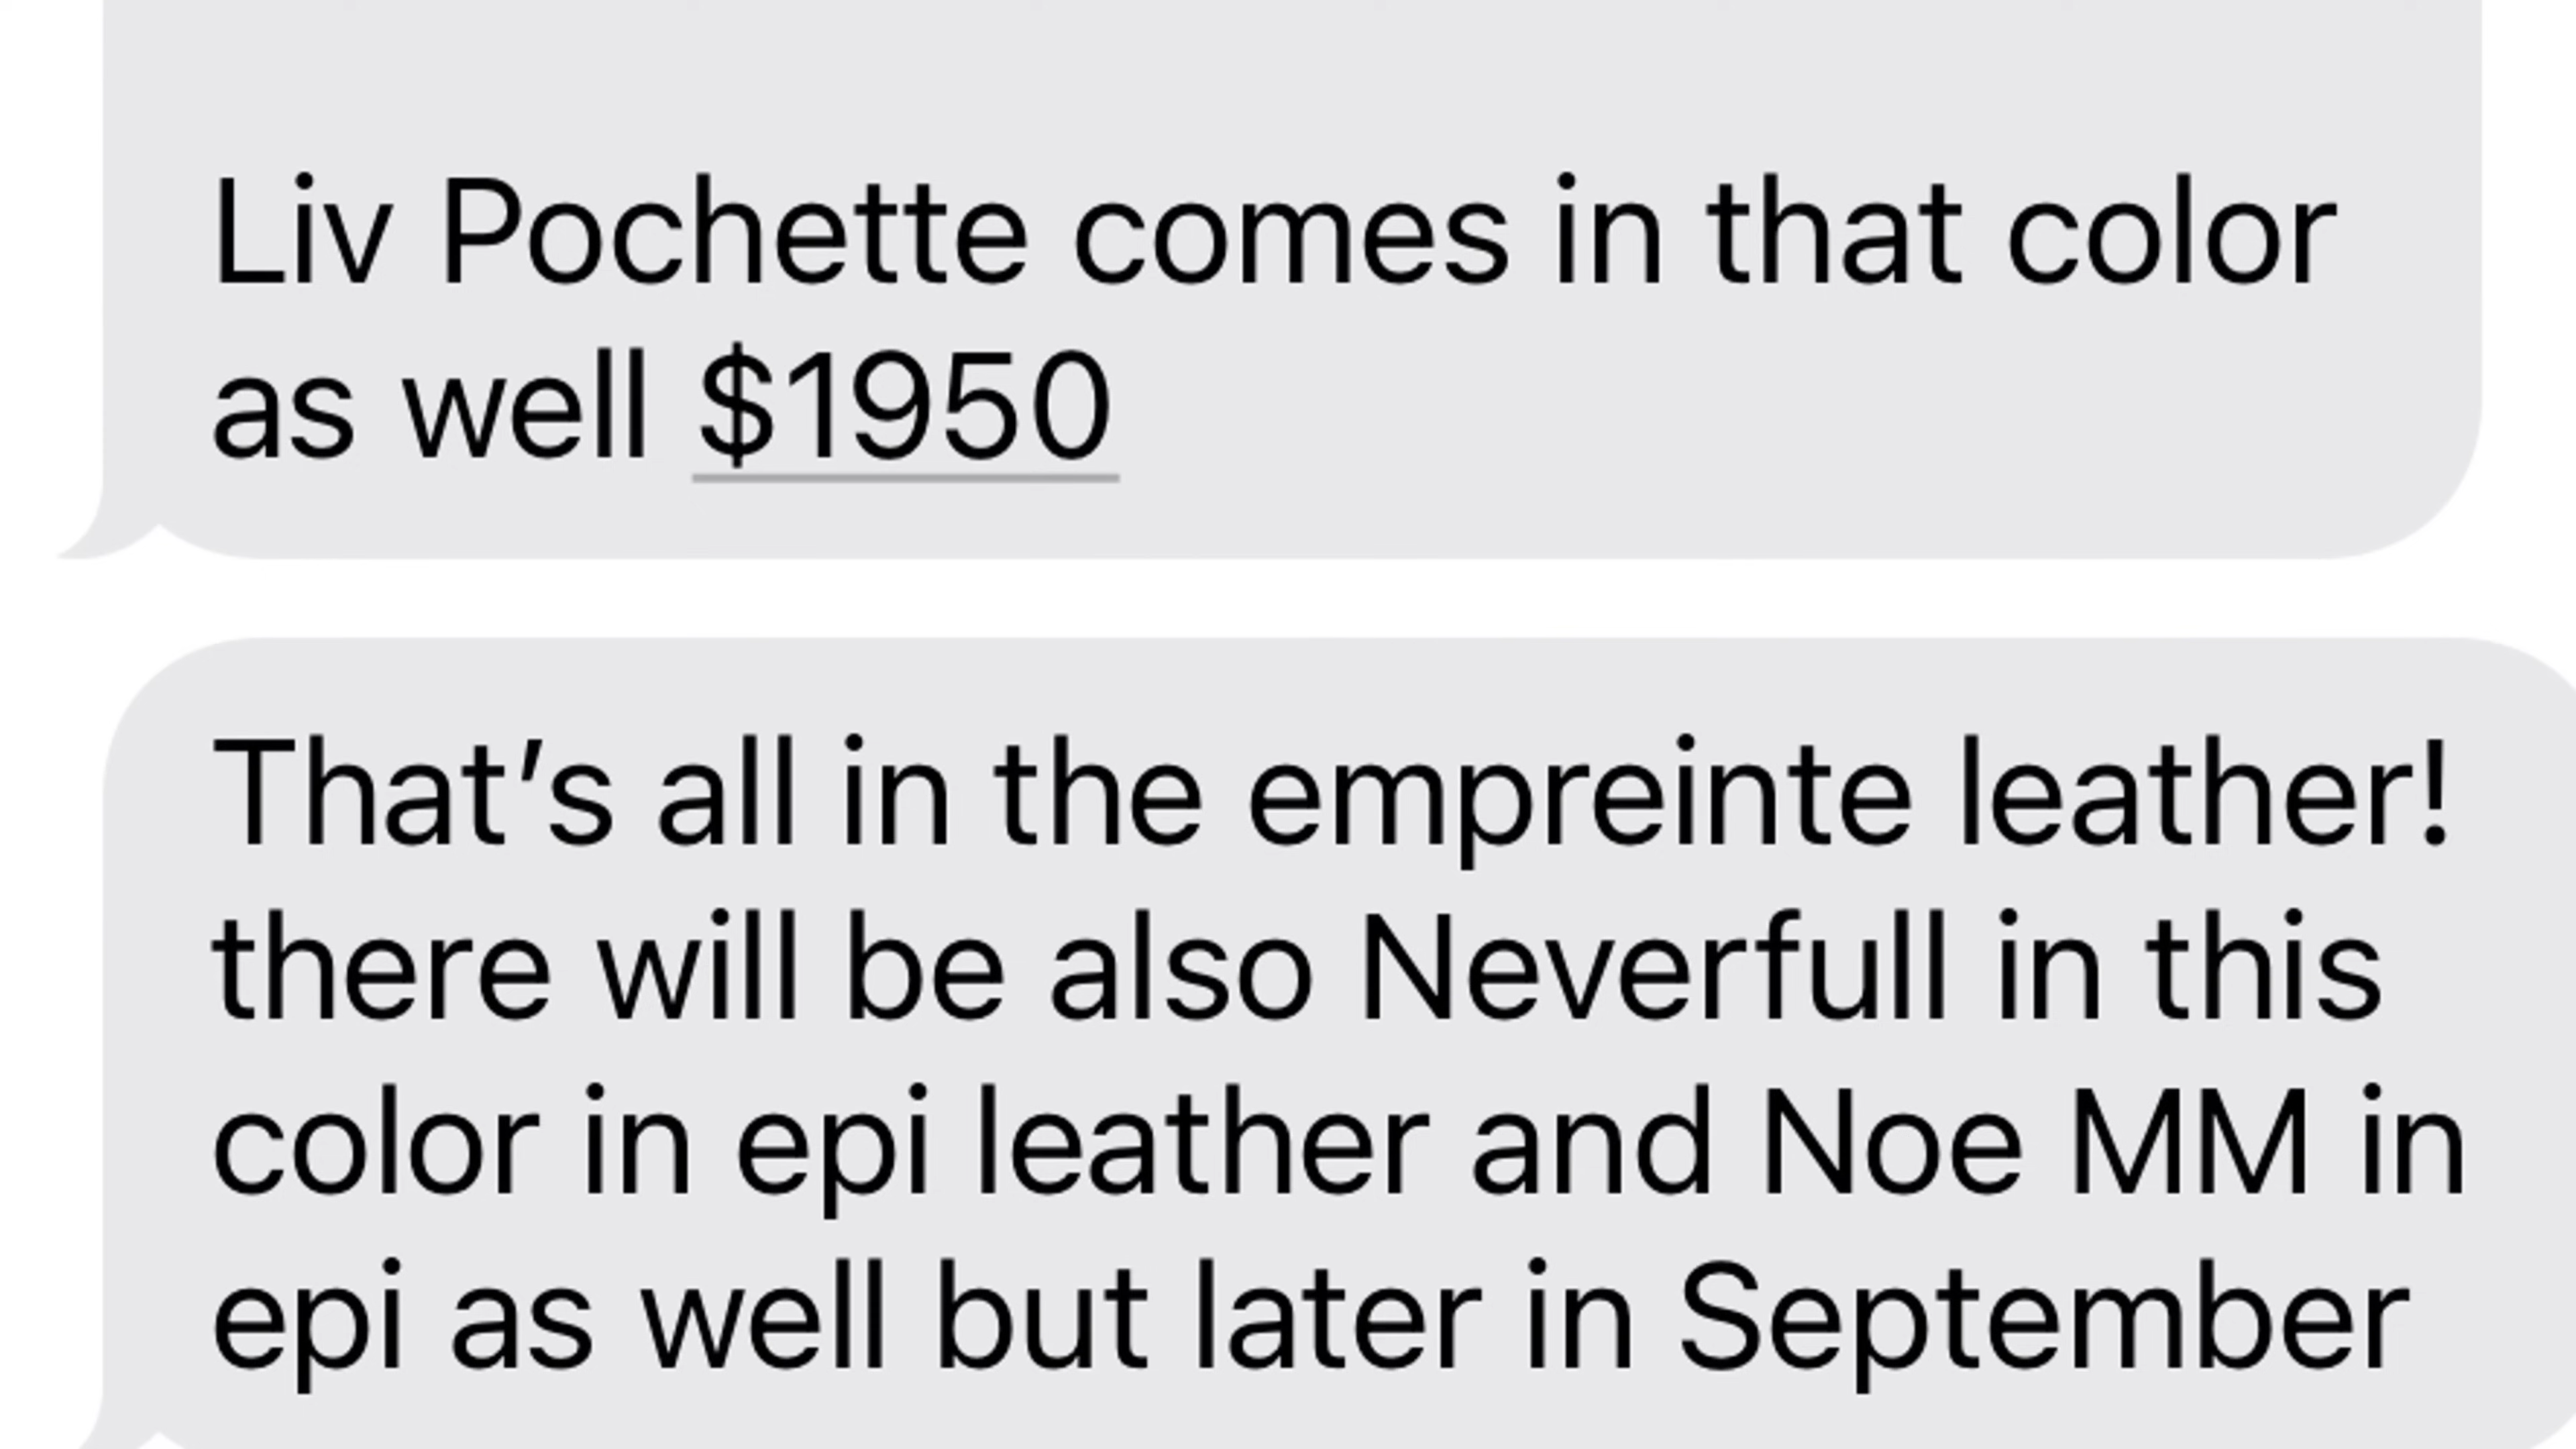 Liv Pochette comes in that color
as well $1950
That’s all in the empreinte leather!
there will be also Neverfull in this
color in epi leather and Noe MM in
epi as well but later in September